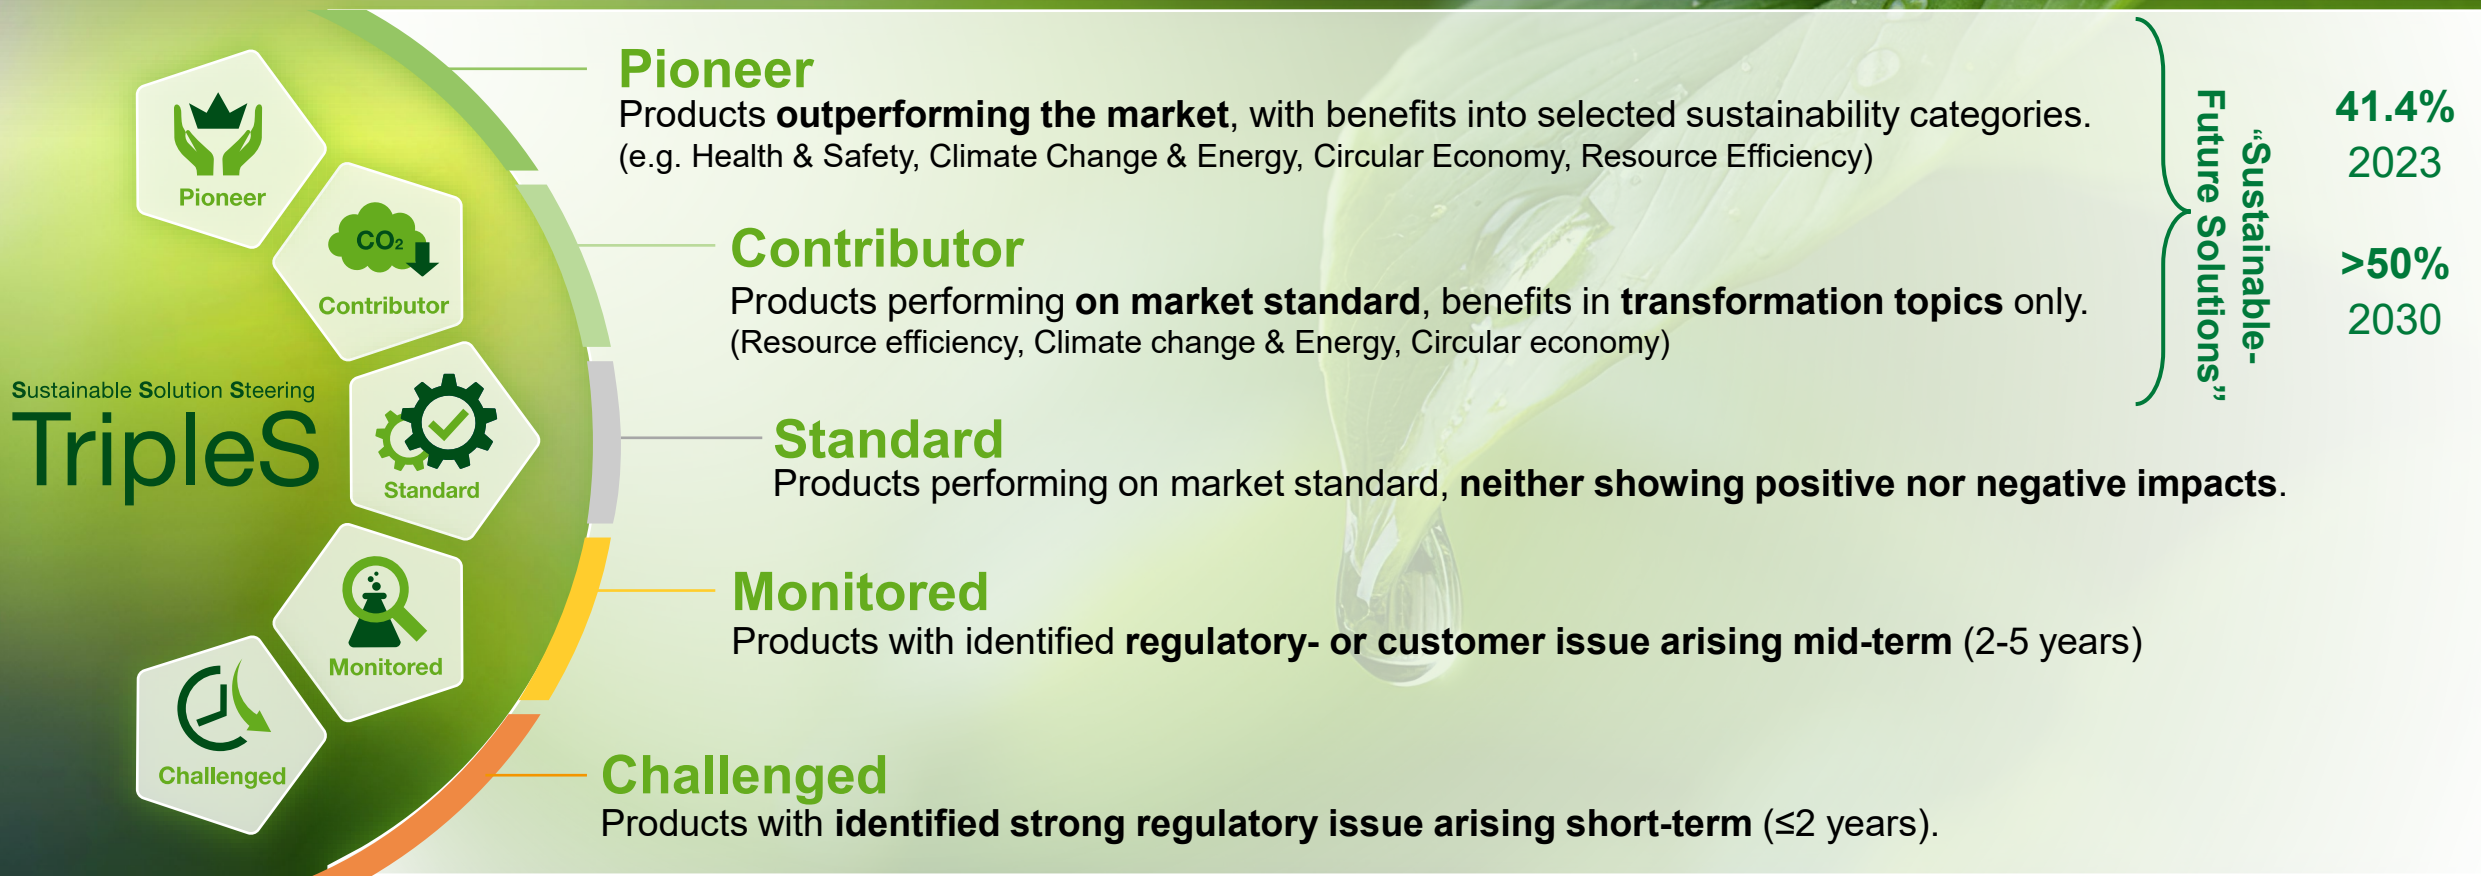 Pioneer
Products outperforming the market, with benefits into selected sustainability categories.
(e.g. Health & Safety, Climate Change & Energy, Circular Economy, Resource Efficiency)
Contributor
Products performing on market standard, benefits in transformation topics only.
(Resource efficiency, Climate change & Energy, Circular economy)
Standard
Products performing on market standard, neither showing positive nor negative impacts.
Monitored
Products with identified regulatory- or customer issue arising mid-term (2-5 years)
Challenged
Products with identified strong regulatory issue arising short-term (≤2 years).
“Sustainable-
Future Solutions”
41.4%
2023
>50%
2030
Sustainable Solution Steering
TripleS
Pioneer
CO₂
Contributor
Standard
Monitored
Challenged